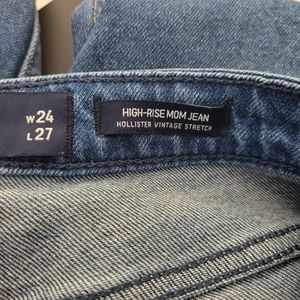 W24
L27
HIGH-RISE MOM JEAN
HOLLISTER VINTAGE STRETCH